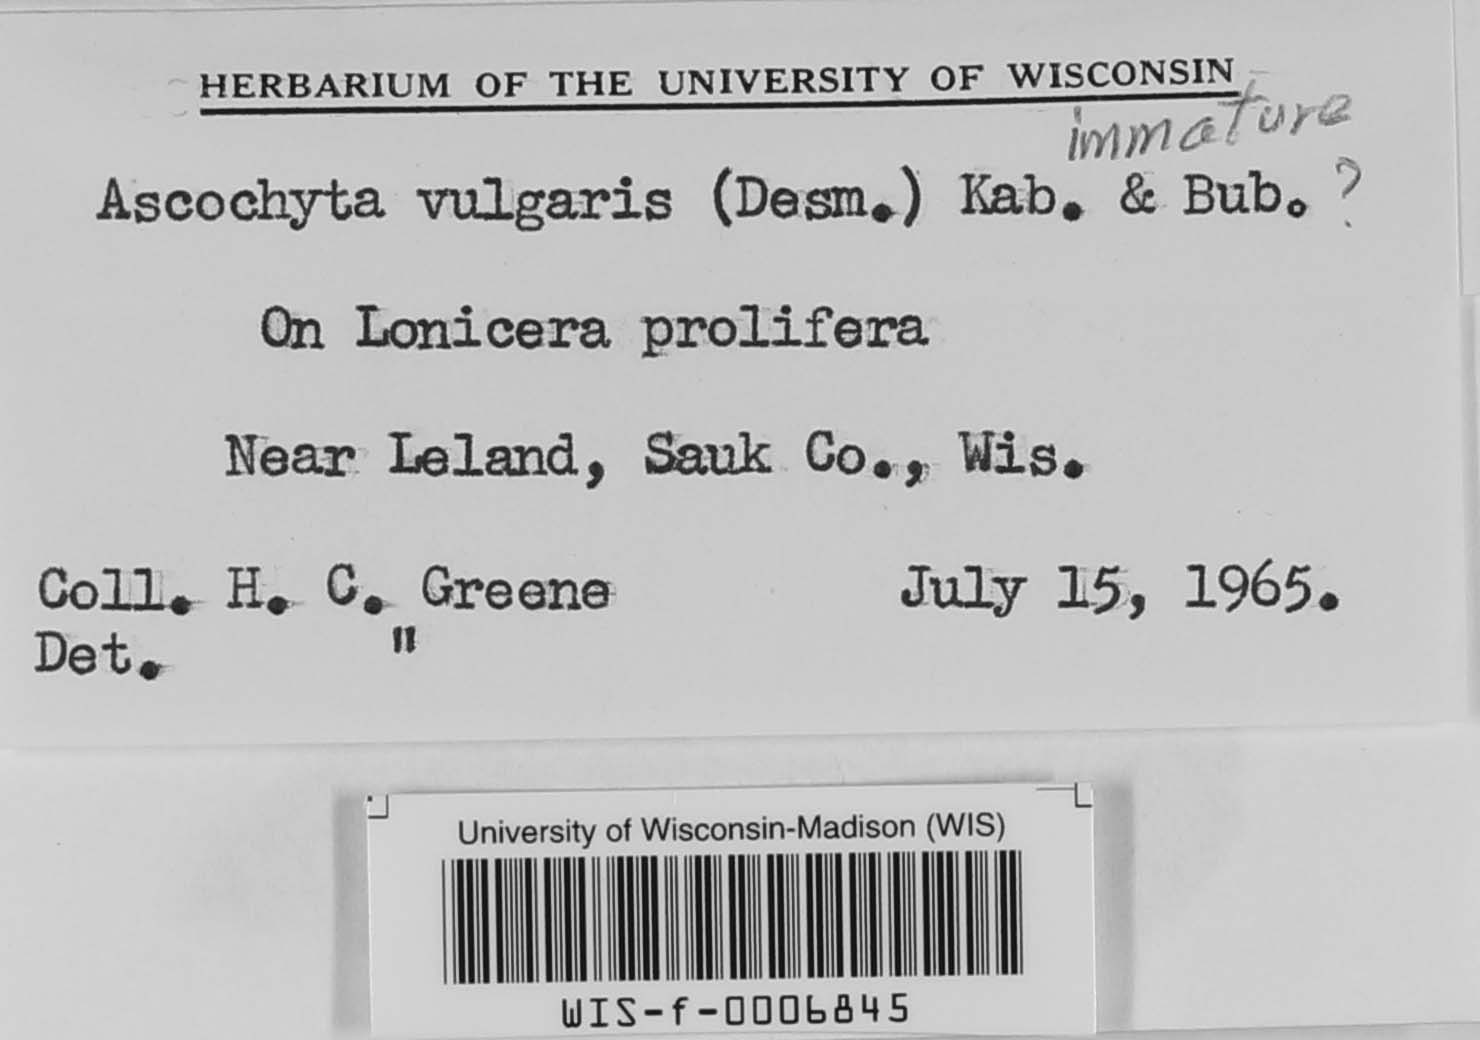 HERBARIUM OF THE UNIVERSITY OF WISCONSIN
immature
Ascochyta vulgaris (Desm.) Kab. & Bub. ?
On Lonicera prolifera
Near Leland, Sauk Co., Wis.
Coll. H. C. Greene July 15, 1965.
Det. "
University of Wisconsin-Madison (WIS)
WIS-f-0006845